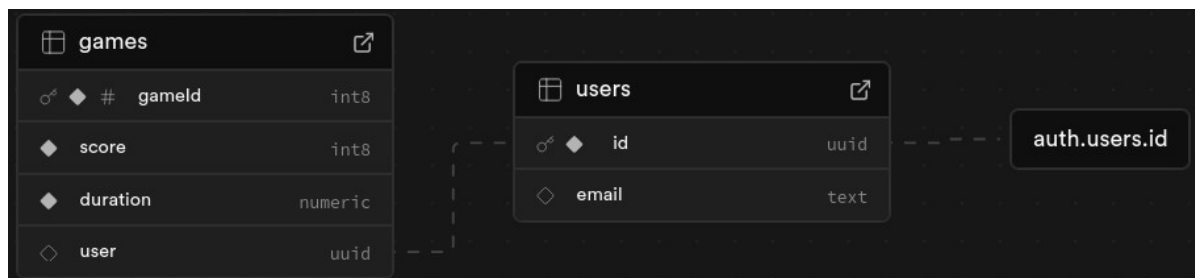 games
# gameId int8
score int8
duration numeric
user uuid
users
id uuid
email text
auth.users.id